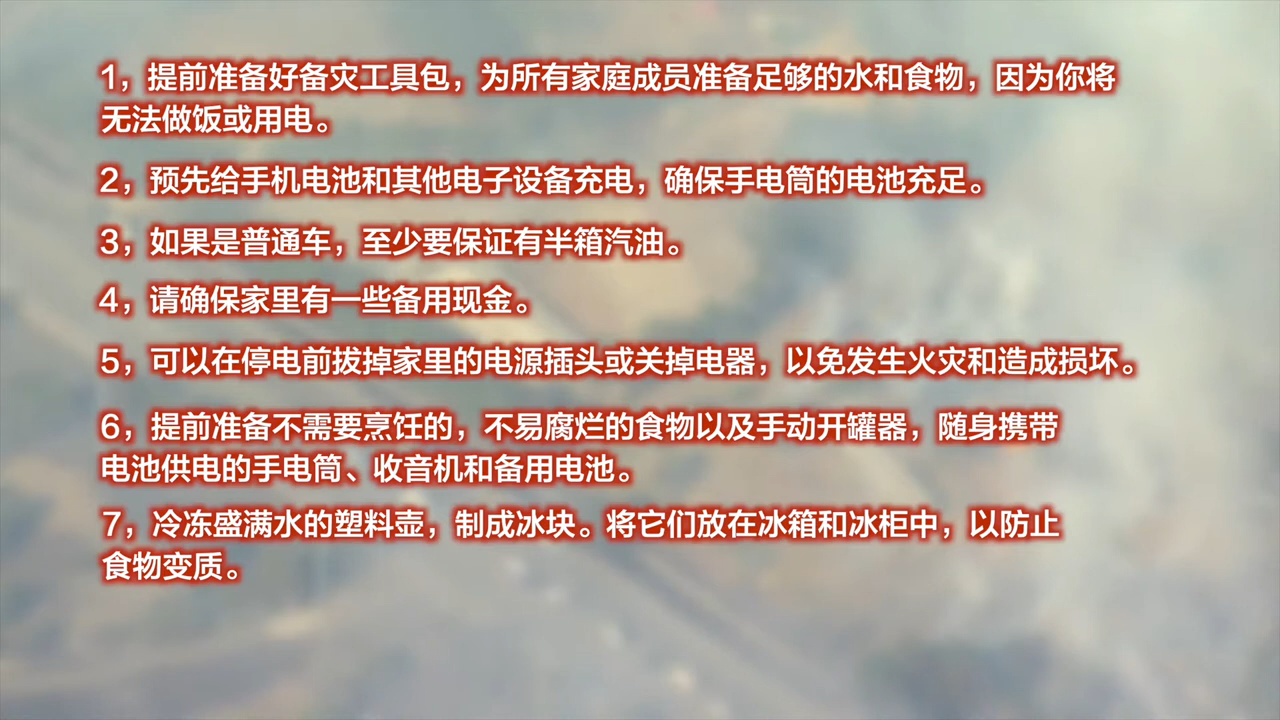 1，提前准备好备灾工具包，为所有家庭成员准备足够的水和食物，因为你将
无法做饭或用电。
2，预先给手机电池和其他电子设备充电，确保手电筒的电池充足。
3，如果是普通车，至少要保证有半箱汽油。
4，请确保家里有一些备用现金。
5，可以在停电前拔掉家里的电源插头或关掉电器，以免发生火灾和造成损坏。
6，提前准备不需要烹饪的，不易腐烂的食物以及手动开罐器，随身携带
电池供电的手电筒、收音机和备用电池。
7，冷冻盛满水的塑料壶，制成冰块。将它们放在冰箱和冰柜中，以防止
食物变质。